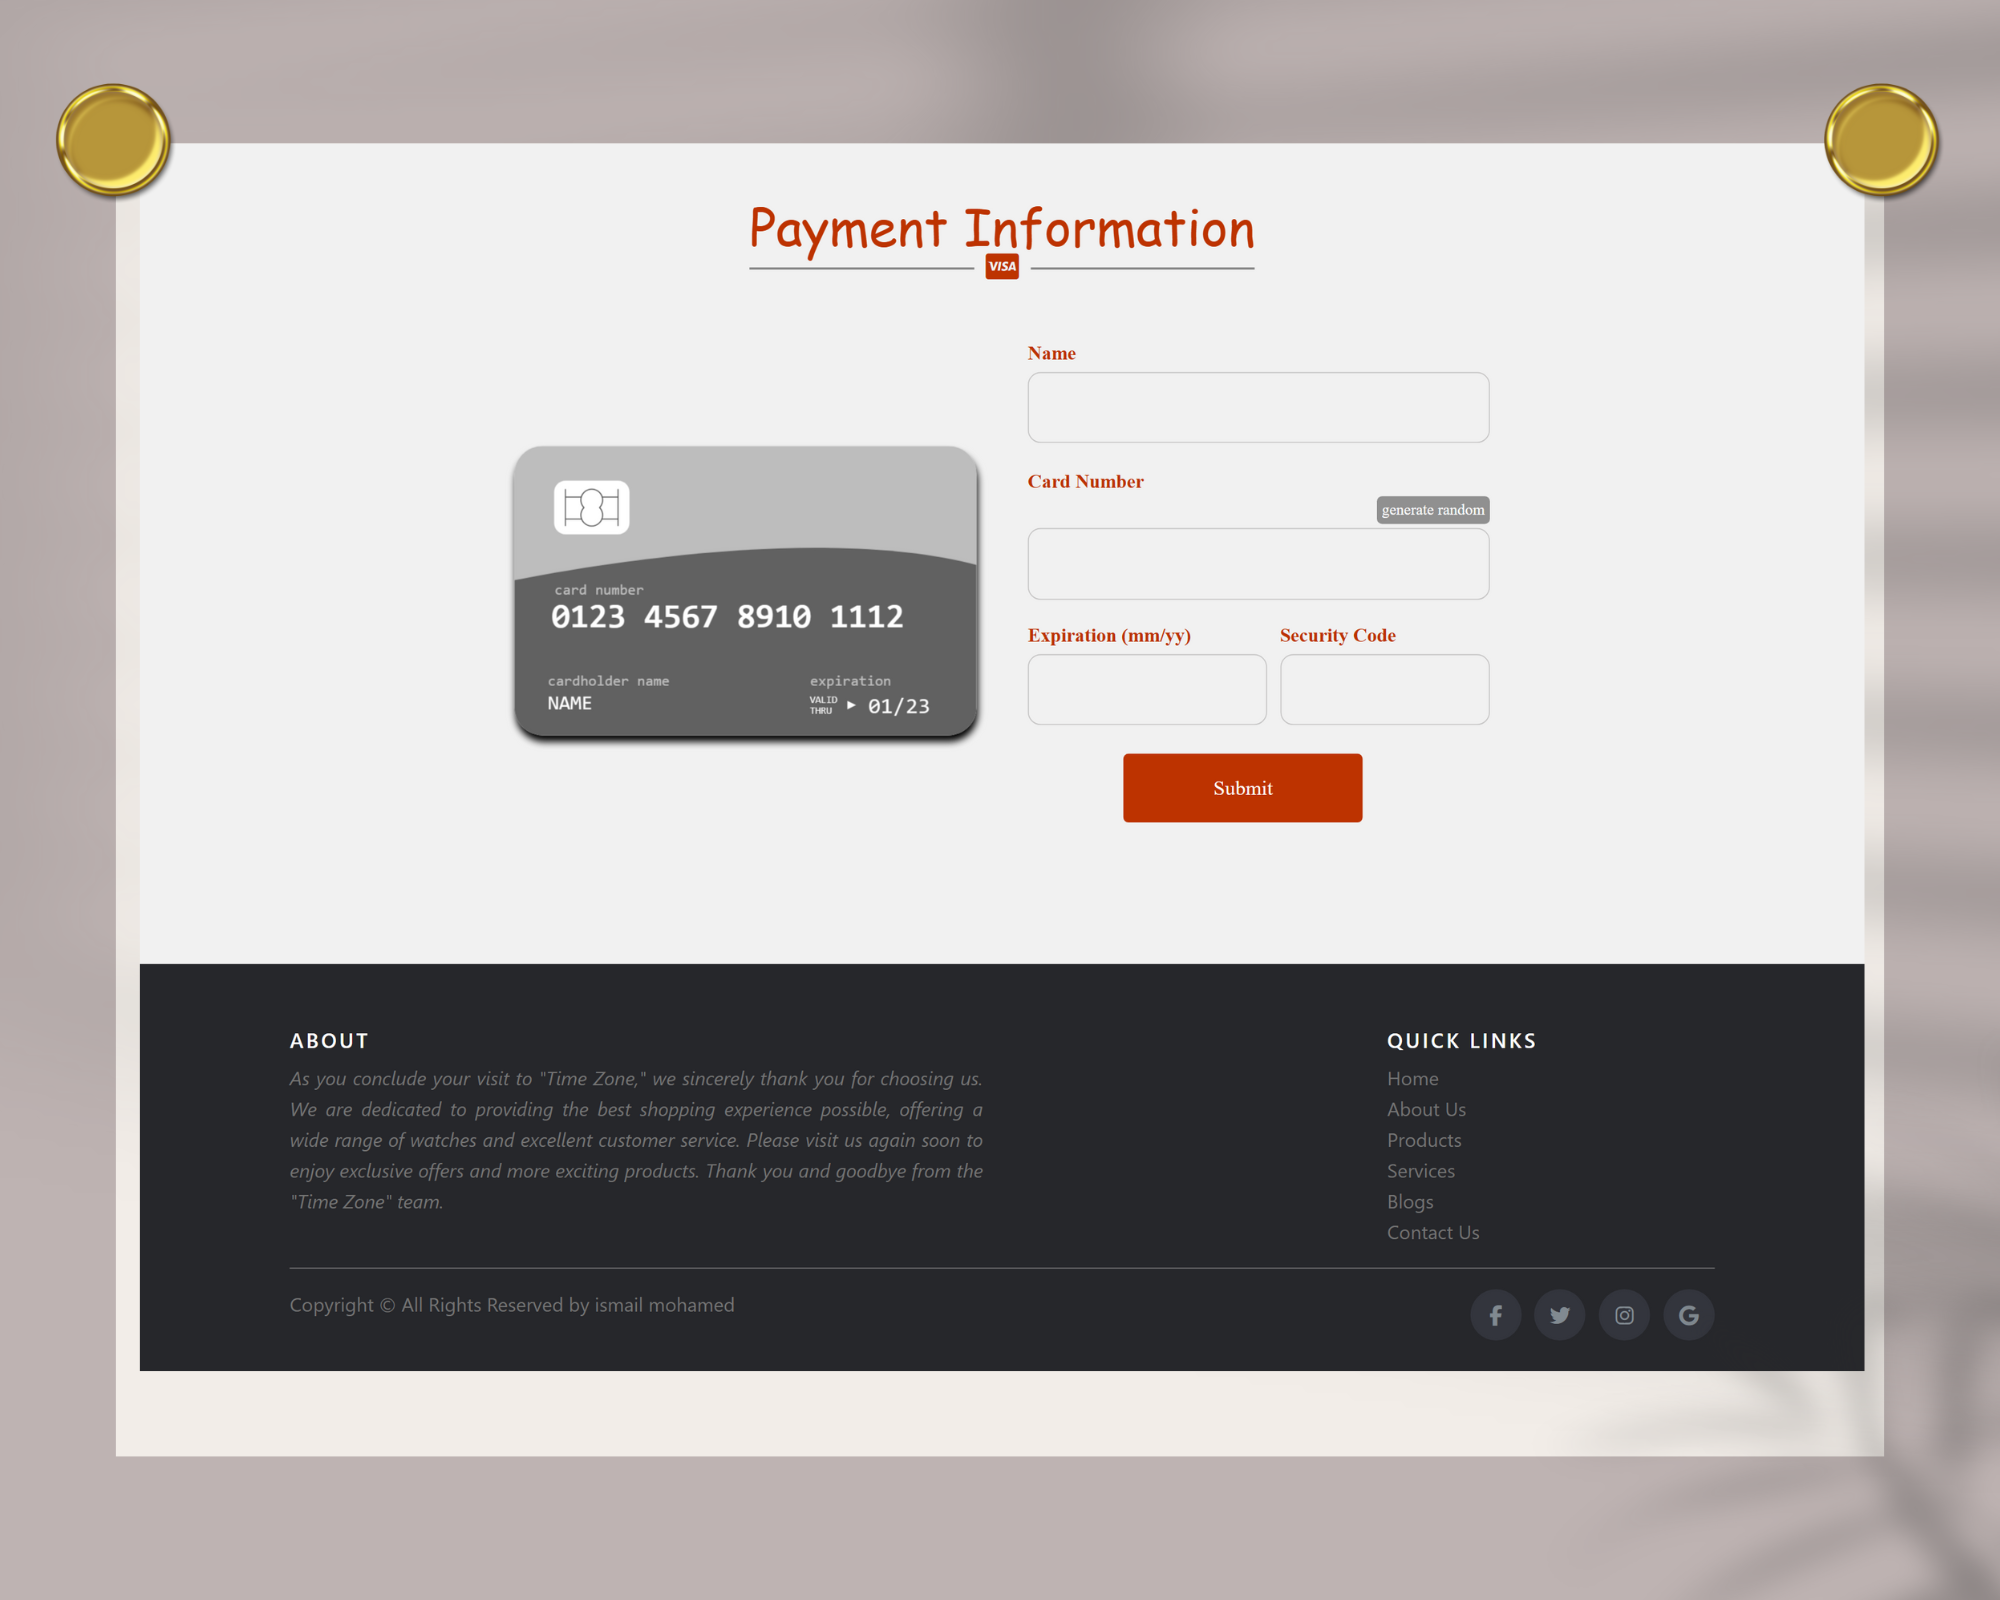 Payment Information
VISA
Name
Card Number
generate random
card number
0123 4567 8910 1112
cardholder name
NAME
expiration
VALID THRU 01/23
Expiration (mm/yy)
Security Code
Submit
ABOUT
As you conclude your visit to "Time Zone," we sincerely thank you for choosing us.
We are dedicated to providing the best shopping experience possible, offering a
wide range of watches and excellent customer service. Please visit us again soon to
enjoy exclusive offers and more exciting products. Thank you and goodbye from the
"Time Zone" team.
QUICK LINKS
Home
About Us
Products
Services
Blogs
Contact Us
Copyright © All Rights Reserved by ismail mohamed